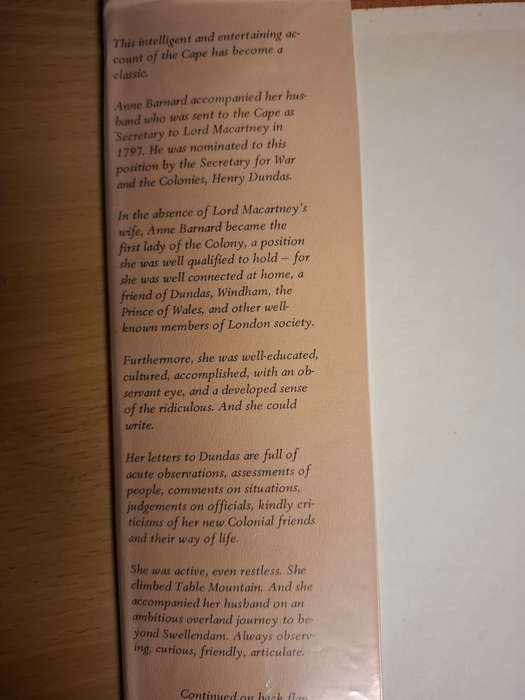 This intelligent and entertaining ac-
count of the Cape has become a
classic.
Anne Barnard accompanied her hus-
band who was sent to the Cape as
Secretary to Lord Macartney in
1797. He was nominated to this
position by the Secretary for War
and the Colonies, Henry Dundas.
In the absence of Lord Macartney's
wife, Anne Barnard became the
first lady of the Colony, a position
she was well qualified to hold – for
she was well connected at home, a
friend of Dundas, Windham, the
Prince of Wales, and other well-
known members of London society.
Furthermore, she was well-educated,
cultured, accomplished, with an ob-
servant eye, and a developed sense
of the ridiculous. And she could
write.
Her letters to Dundas are full of
acute observations, assessments of
people, comments on situations,
judgements on officials, kindly cri-
ticisms of her new Colonial friends
and their way of life.
She was active, even restless. She
climbed Table Mountain. And she
accompanied her husband on an
ambitious overland journey to be-
yond Swellendam. Always observ-
ing, curious, friendly, articulate.
Continued on back flap